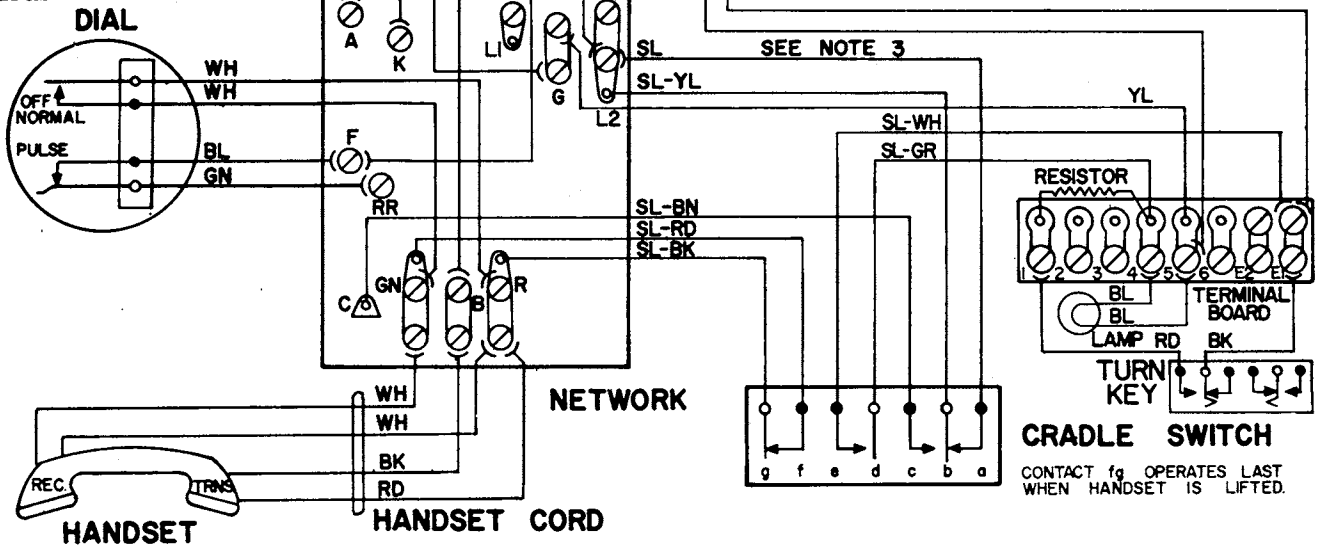 DIAL
A
K
L1
G
L2
SL
SEE NOTE 3
SL-YL
YL
SL-WH
SL-GR
WH
WH
OFF
NORMAL
PULSE
BL
GN
F
RR
RESISTOR
SL-BN
SL-RD
SL-BK
GN
B
R
C
1 2 3 4 5 6 E2 E1
BL
BL
TERMINAL
BOARD
LAMP RD BK
TURN
KEY
NETWORK
WH
WH
BK
RD
REC.
TRNS
HANDSET
HANDSET CORD
g f e d c b a
CRADLE SWITCH
CONTACT fg OPERATES LAST
WHEN HANDSET IS LIFTED.